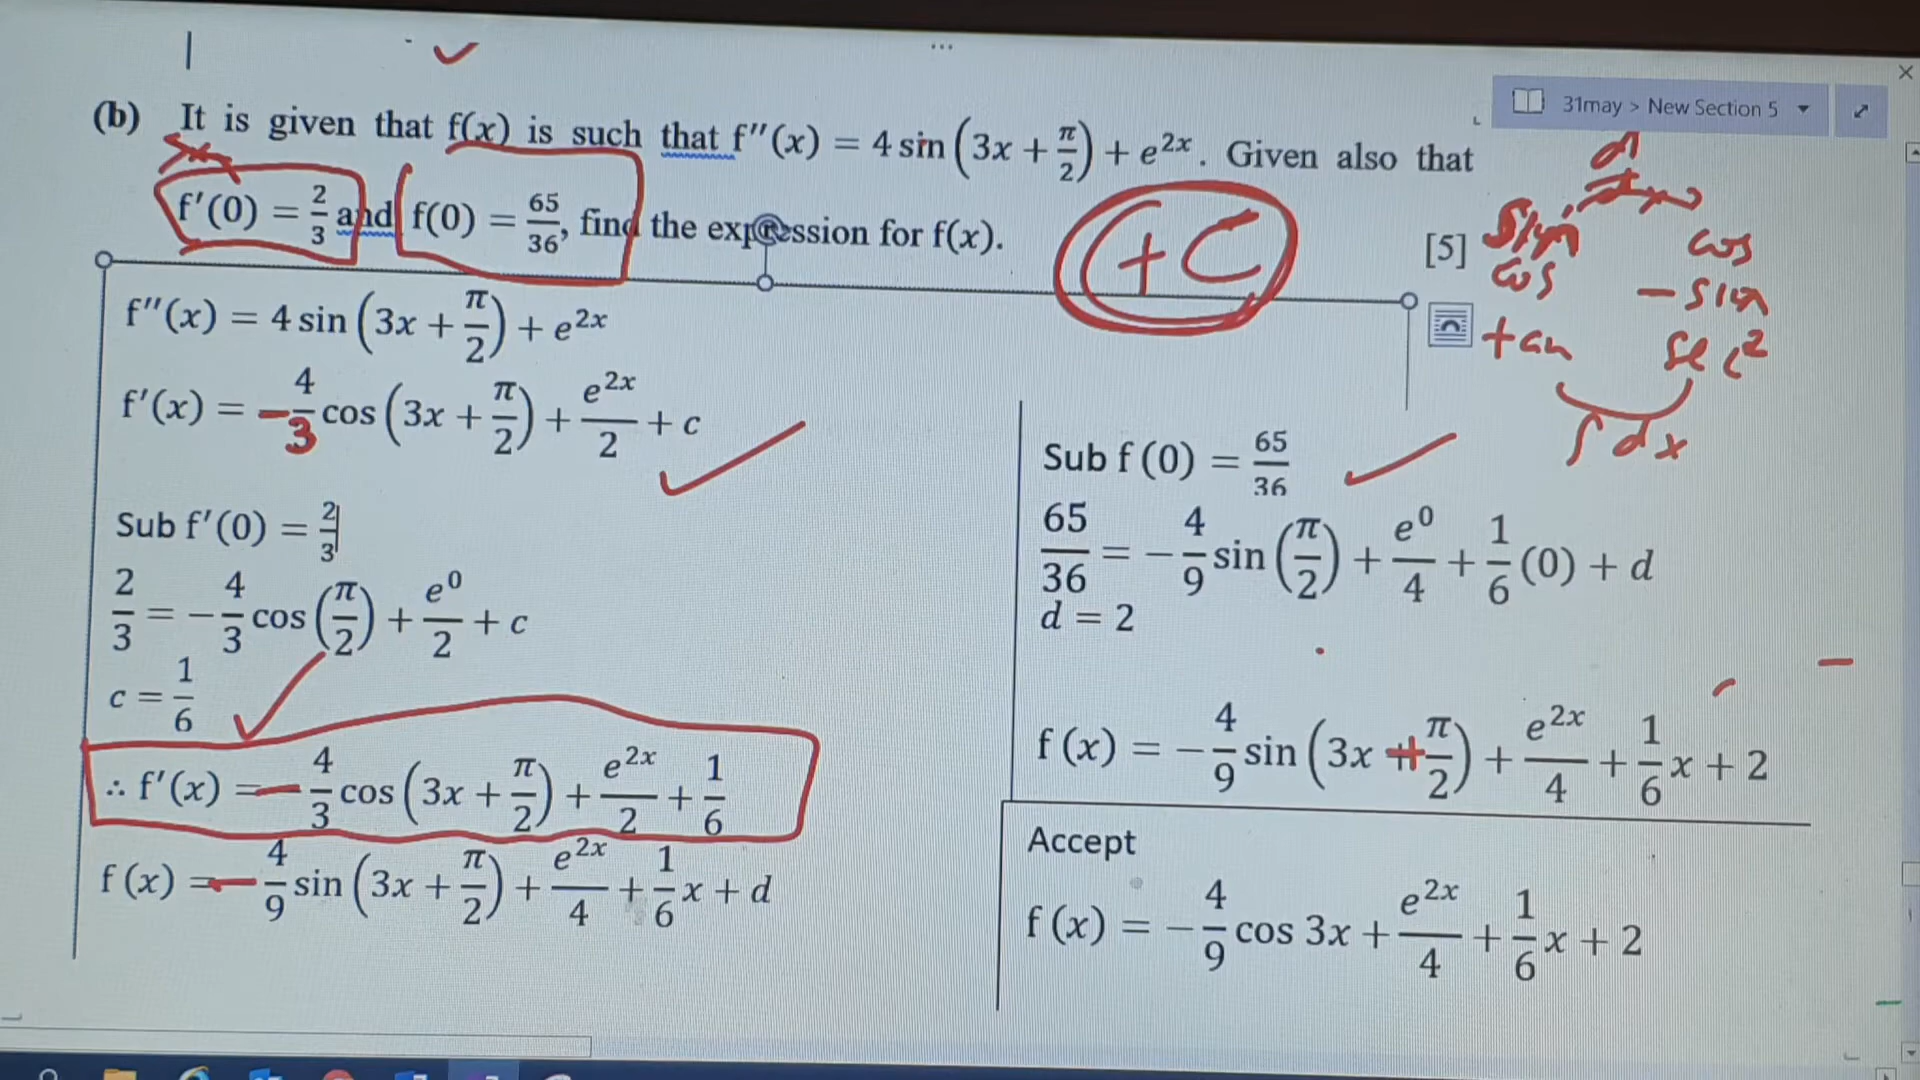 31may > New Section 5
(b) It is given that f(x) is such that f''(x) = 4 sin(3x + π/2) + e^{2x}. Given also that
f'(0) = 2/3 and f(0) = 65/36, find the expression for f(x). [5]
+C
d/dx
sin cos
cos - sin
tan sec²
∫ dx
f''(x) = 4 sin(3x + π/2) + e^{2x}
f'(x) = -4/3 cos(3x + π/2) + e^{2x}/2 + c
Sub f'(0) = 2/3
2/3 = -4/3 cos(π/2) + e^0/2 + c
c = 1/6
∴ f'(x) = -4/3 cos(3x + π/2) + e^{2x}/2 + 1/6
f(x) = -4/9 sin(3x + π/2) + e^{2x}/4 + 1/6 x + d
Sub f(0) = 65/36
65/36 = -4/9 sin(π/2) + e^0/4 + 1/6 (0) + d
d = 2
f(x) = -4/9 sin(3x + π/2) + e^{2x}/4 + 1/6 x + 2
Accept
f(x) = -4/9 cos 3x + e^{2x}/4 + 1/6 x + 2